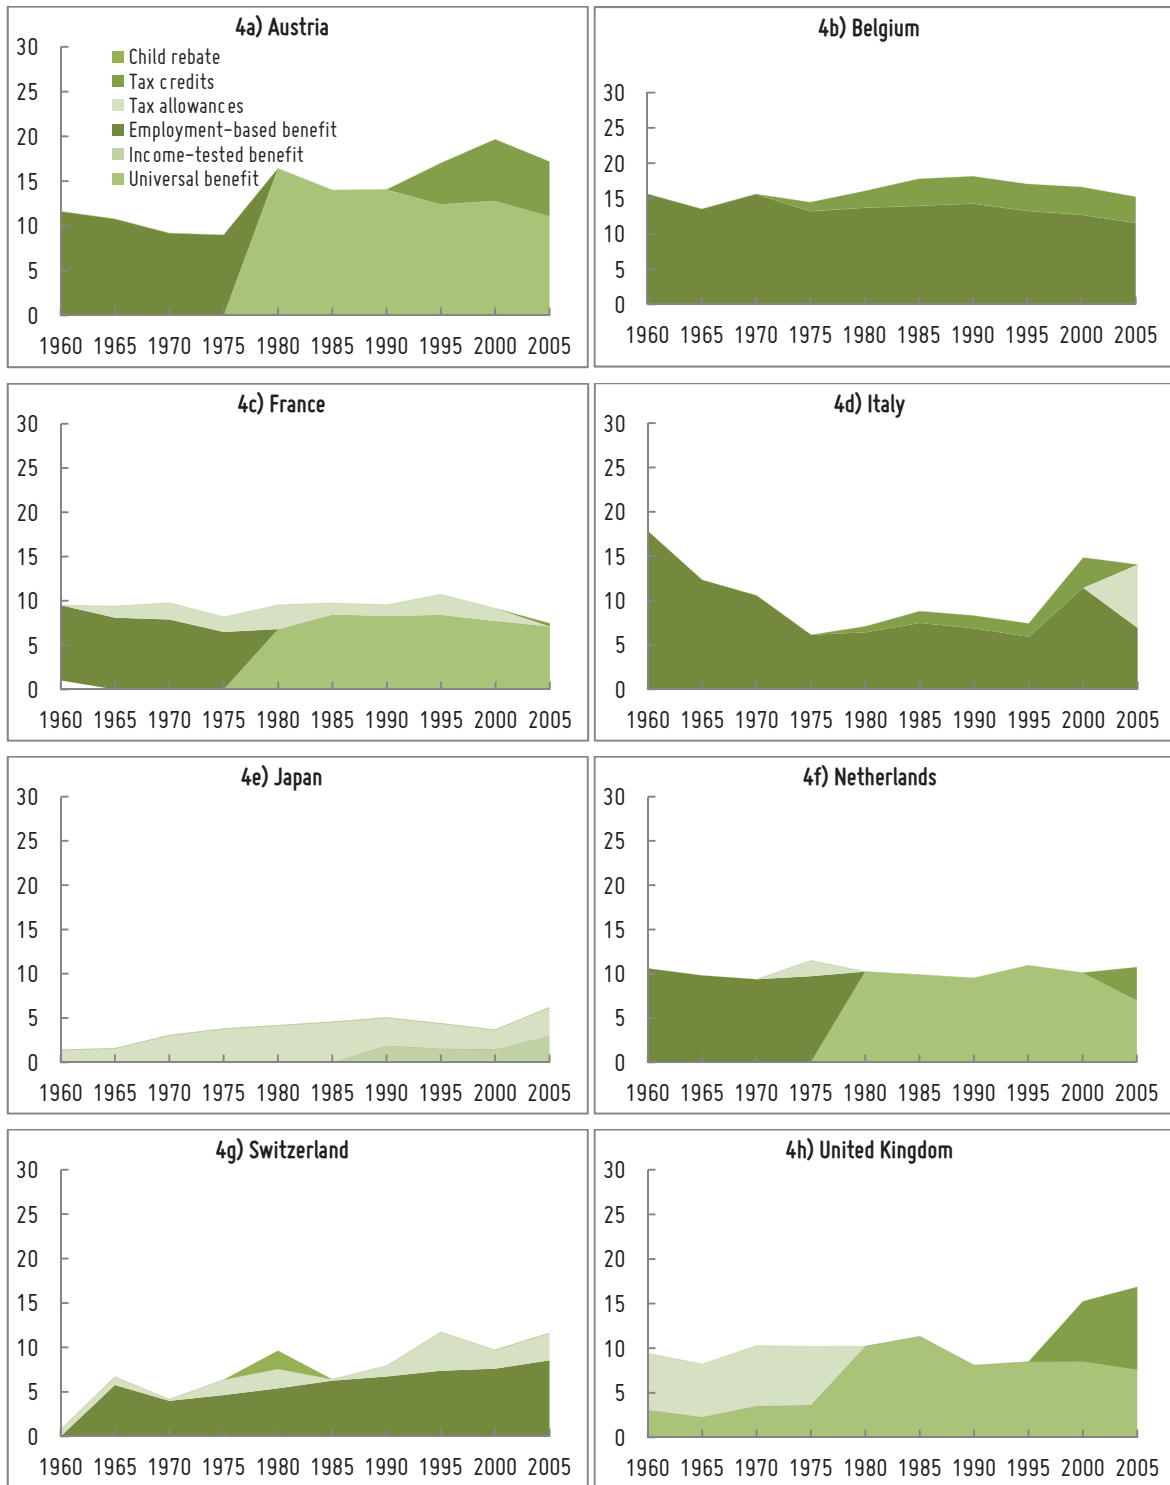 4a) Austria
30
25
20
15
10
5
0
Child rebate
Tax credits
Tax allowances
Employment-based benefit
Income-tested benefit
Universal benefit
1960 1965 1970 1975 1980 1985 1990 1995 2000 2005
4b) Belgium
30
25
20
15
10
5
0
1960 1965 1970 1975 1980 1985 1990 1995 2000 2005
4c) France
30
25
20
15
10
5
0
1960 1965 1970 1975 1980 1985 1990 1995 2000 2005
4d) Italy
30
25
20
15
10
5
0
1960 1965 1970 1975 1980 1985 1990 1995 2000 2005
4e) Japan
30
25
20
15
10
5
0
1960 1965 1970 1975 1980 1985 1990 1995 2000 2005
4f) Netherlands
30
25
20
15
10
5
0
1960 1965 1970 1975 1980 1985 1990 1995 2000 2005
4g) Switzerland
30
25
20
15
10
5
0
1960 1965 1970 1975 1980 1985 1990 1995 2000 2005
4h) United Kingdom
30
25
20
15
10
5
0
1960 1965 1970 1975 1980 1985 1990 1995 2000 2005